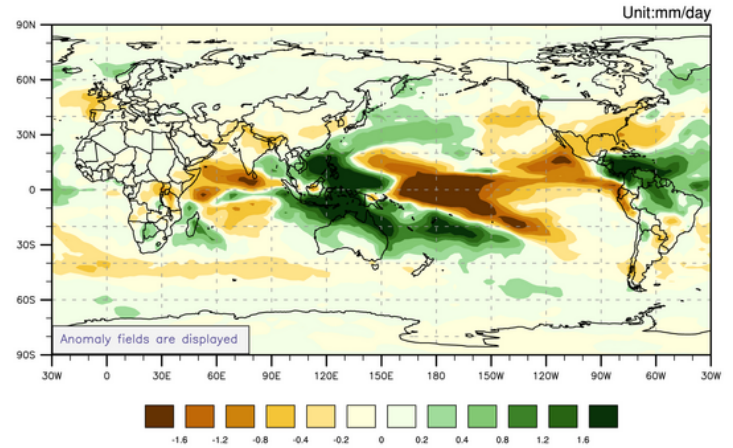 Unit:mm/day
90N
60N
30N
0
30S
60S
90S
Anomaly fields are displayed
30W 0 30E 60E 90E 120E 150E 180 150W 120W 90W 60W 30W
-1.6 -1.2 -0.8 -0.4 -0.2 0 0.2 0.4 0.8 1.2 1.6